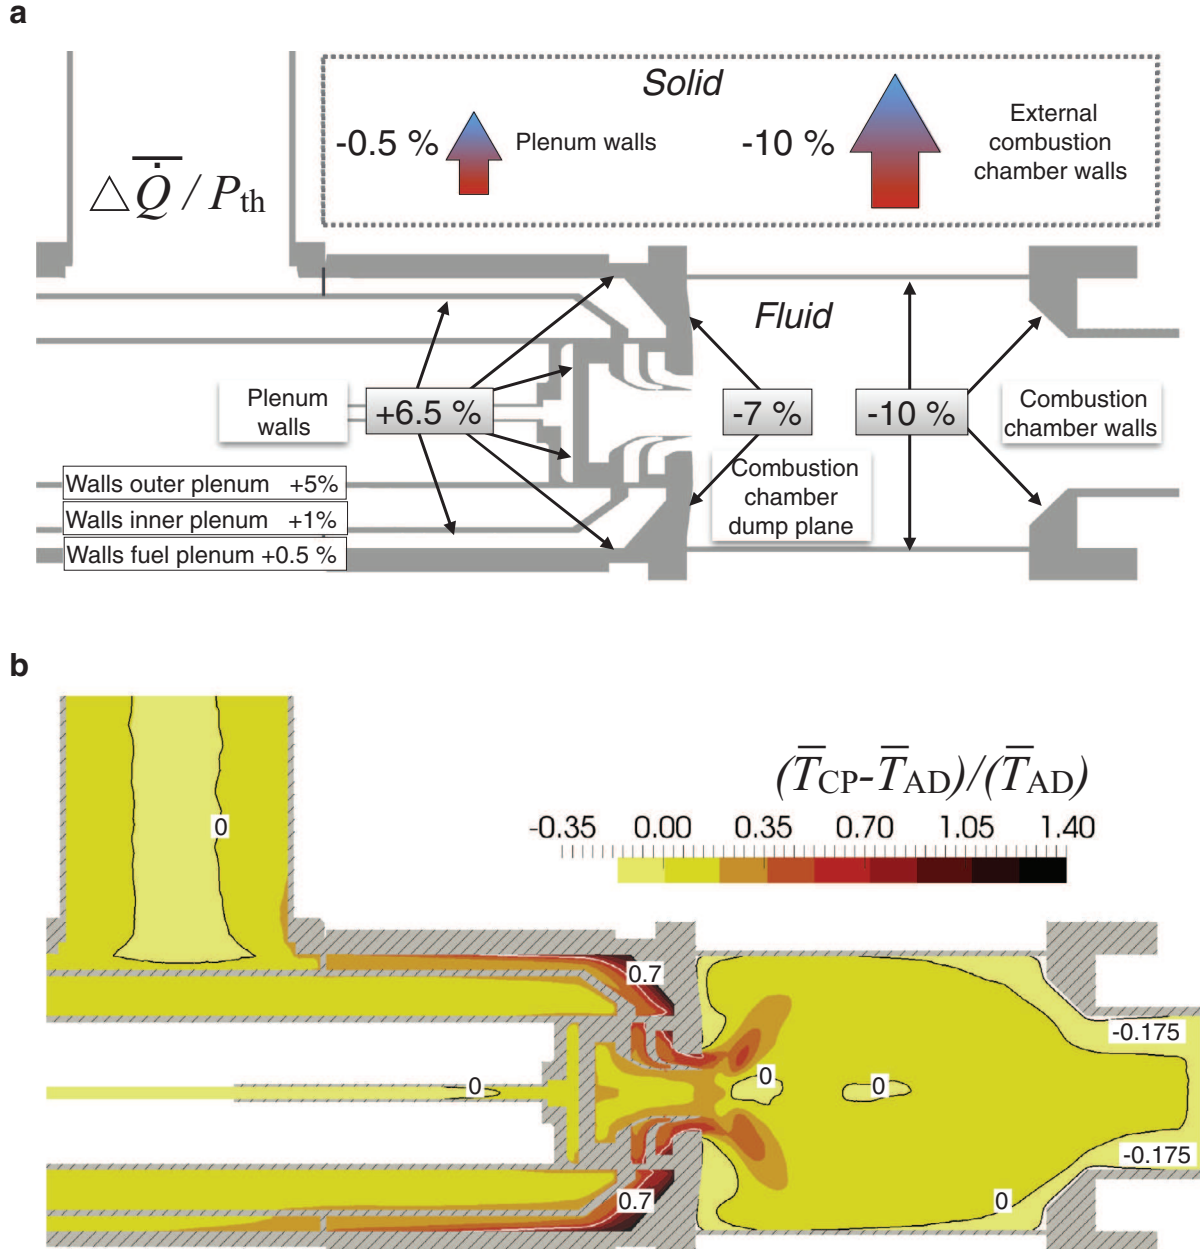 a
Solid
-0.5 %
Plenum walls
-10 %
External
combustion
chamber walls
△Q̇̅ / Pth
Fluid
Plenum
walls
+6.5 %
-7 %
-10 %
Combustion
chamber walls
Combustion
chamber
dump plane
Walls outer plenum +5%
Walls inner plenum +1%
Walls fuel plenum +0.5 %
b
(T̅CP-T̅AD)/(T̅AD)
-0.35 0.00 0.35 0.70 1.05 1.40
0
0.7
-0.175
0
0
0
-0.175
0.7
0